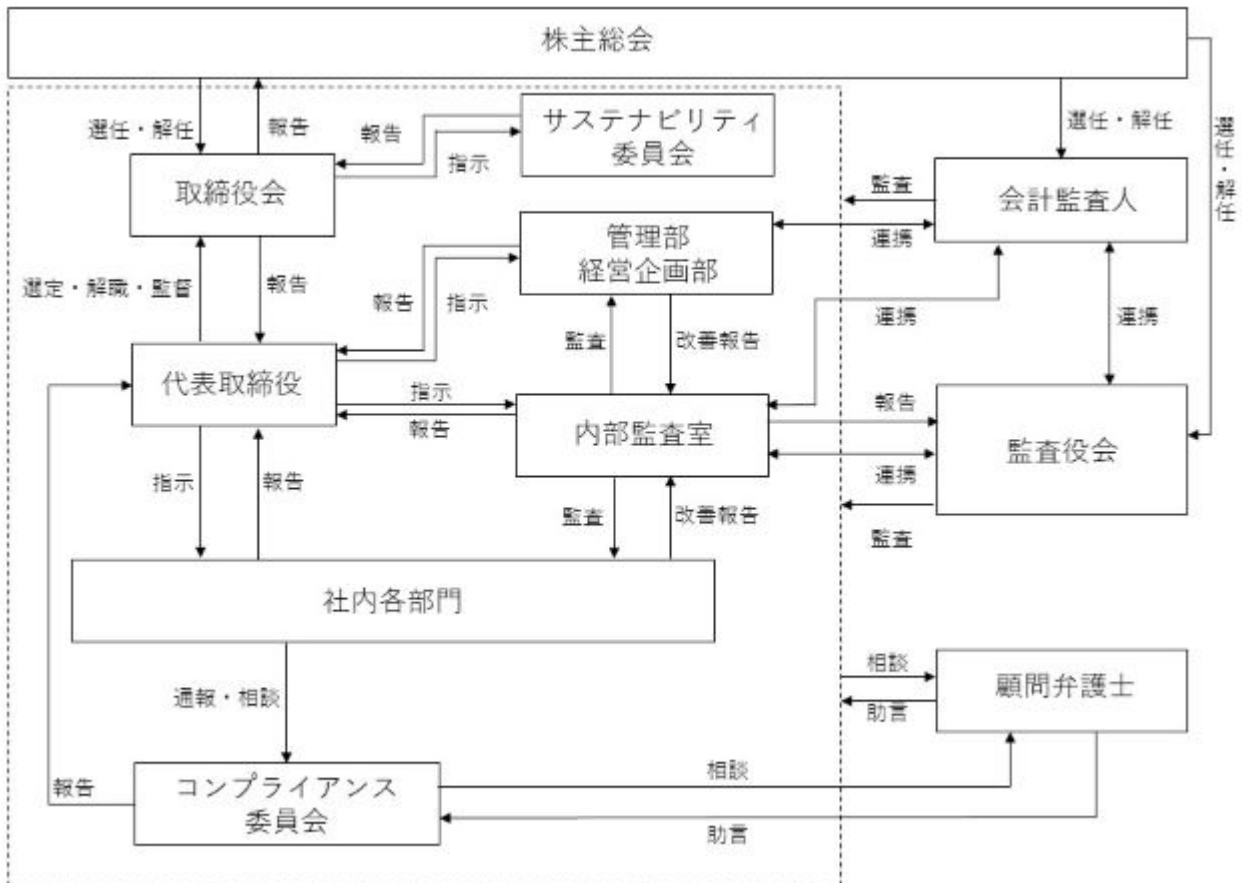 株主総会
選任・解任
報告
サステナビリティ
委員会
報告
指示
選任・解任
選任・解任
取締役会
監査
会計監査人
連携
管理部
経営企画部
選定・解職・監督
報告
報告
指示
監査
改善報告
連携
連携
代表取締役
指示
報告
内部監査室
報告
連携
監査役会
監査
指示
報告
監査
改善報告
社内各部門
通報・相談
相談
助言
顧問弁護士
報告
コンプライアンス
委員会
相談
助言